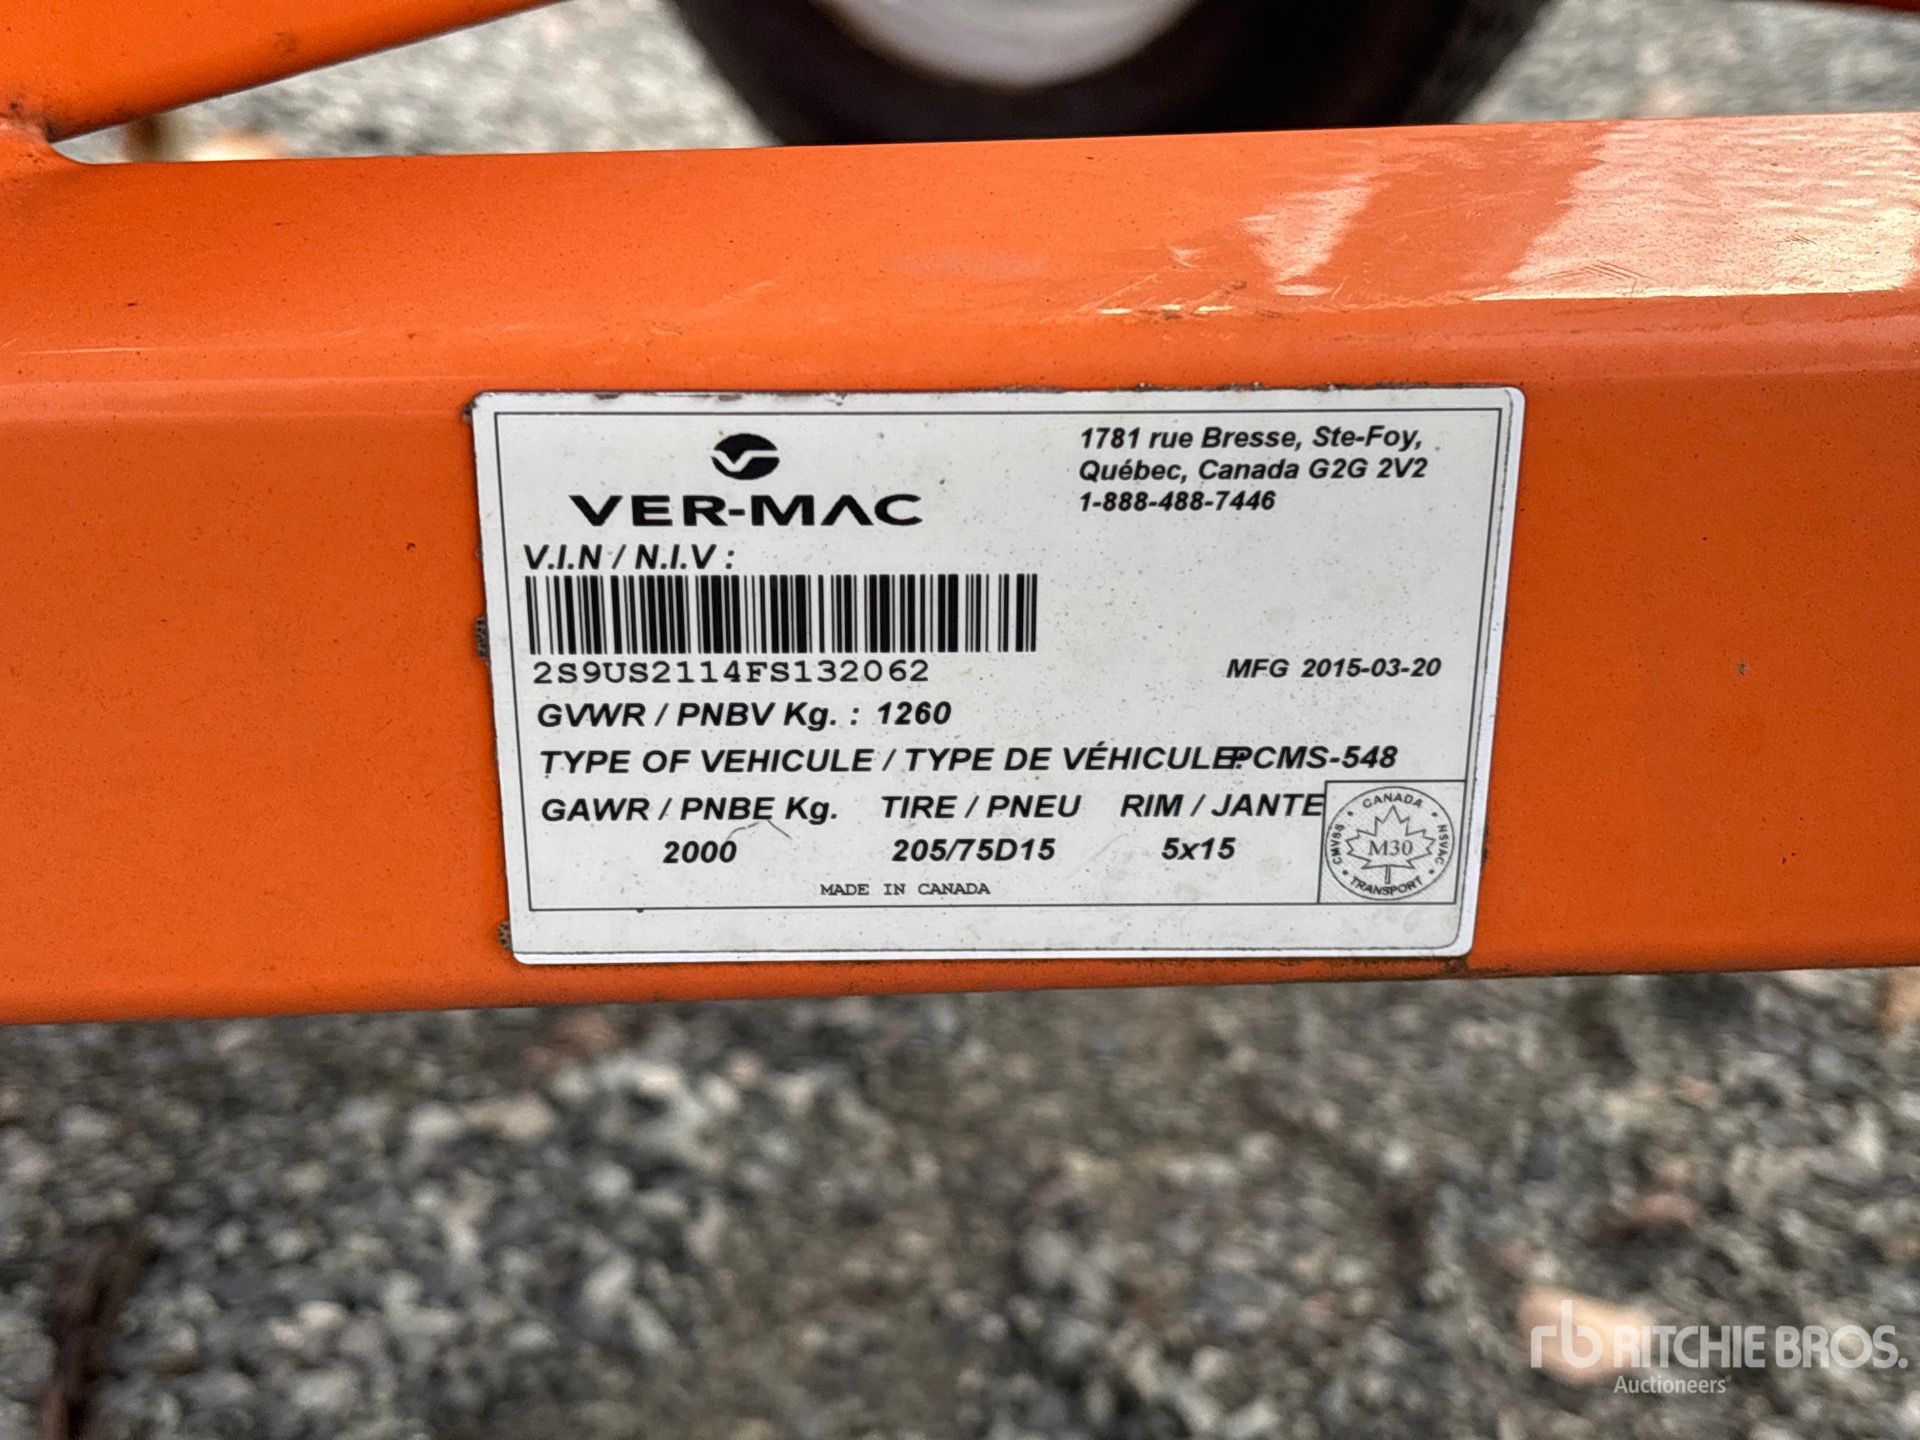 VER-MAC
1781 rue Bresse, Ste-Foy,
Québec, Canada G2G 2V2
1-888-488-7446
V.I.N / N.I.V :
2S9US2114FS132062
MFG 2015-03-20
GVWR / PNBV Kg. : 1260
TYPE OF VEHICULE / TYPE DE VÉHICULE: PCMS-548
GAWR / PNBE Kg. TIRE / PNEU RIM / JANTE
2000 205/75D15 5x15
MADE IN CANADA
CANADA
CMVSS M30 NSVAC
TRANSPORT
rb RITCHIE BROS.
Auctioneers